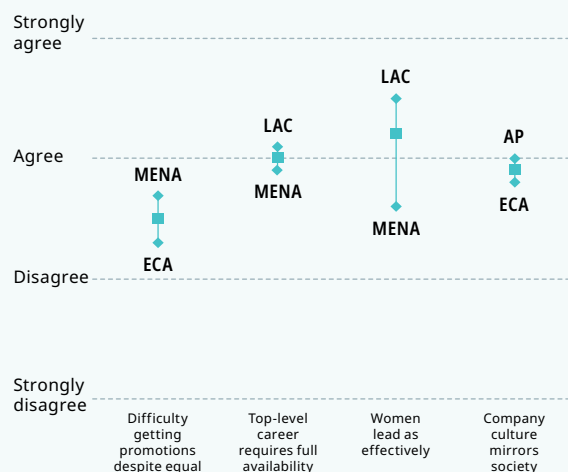 Strongly
agree
LAC
LAC
AP
Agree
MENA
MENA
ECA
MENA
ECA
Disagree
Strongly
disagree
Difficulty
getting
promotions
despite equal
Top-level
career
requires full
availability
Women
lead as
effectively
Company
culture
mirrors
society